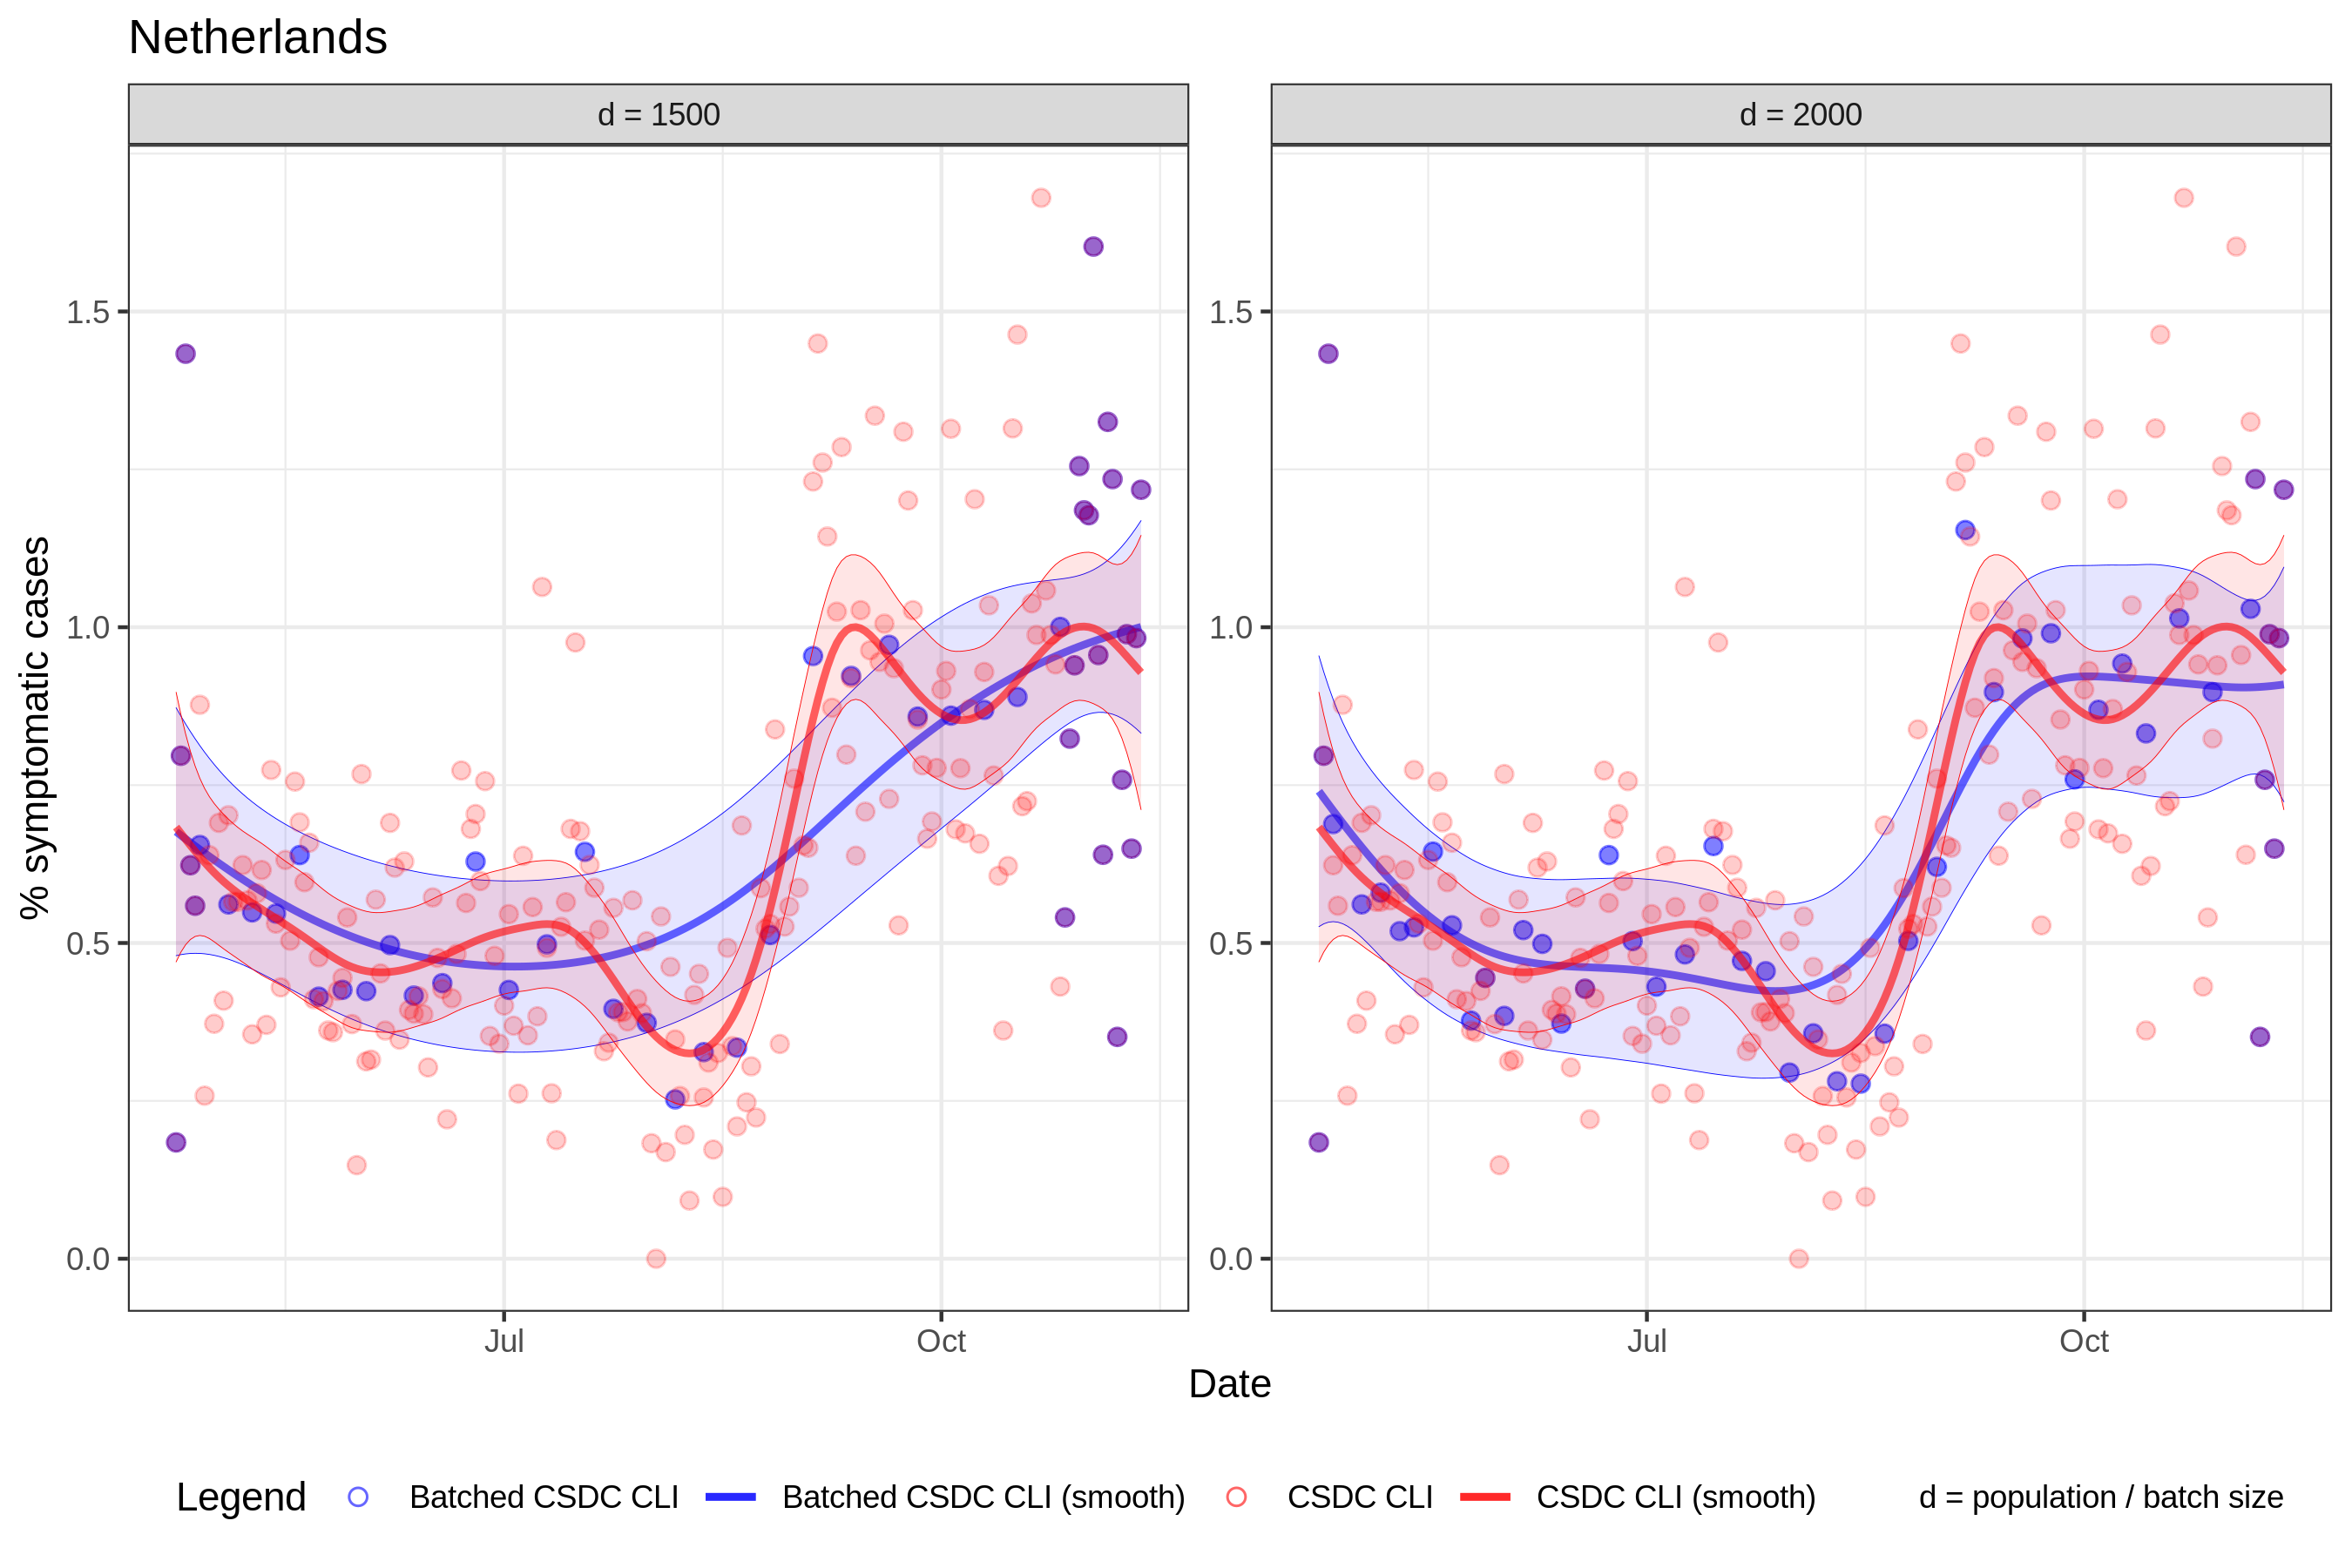 Netherlands
d = 1500
d = 2000
% symptomatic cases
1.5
1.0
0.5
0.0
1.5
1.0
0.5
0.0
Jul
Oct
Jul
Oct
Date
Legend
Batched CSDC CLI
Batched CSDC CLI (smooth)
CSDC CLI
CSDC CLI (smooth)
d = population / batch size